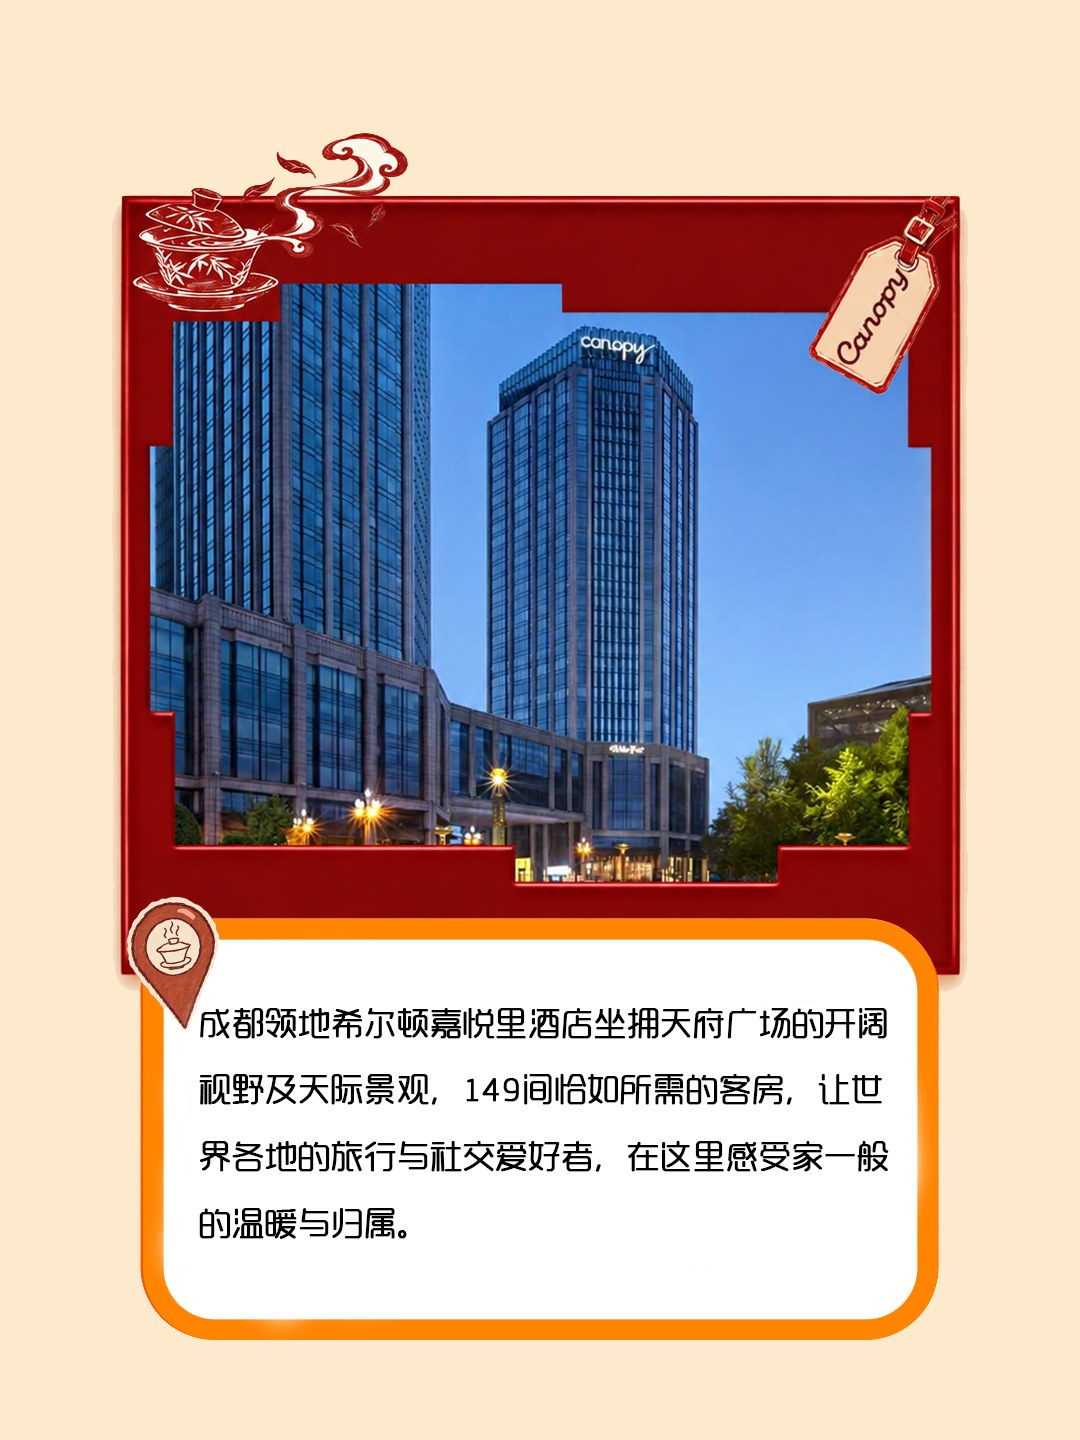 canopy
Canopy
成都领地希尔顿嘉悦里酒店坐拥天府广场的开阔
视野及天际景观，149间恰如所需的客房，让世
界各地的旅行与社交爱好者，在这里感受家一般
的温暖与归属。